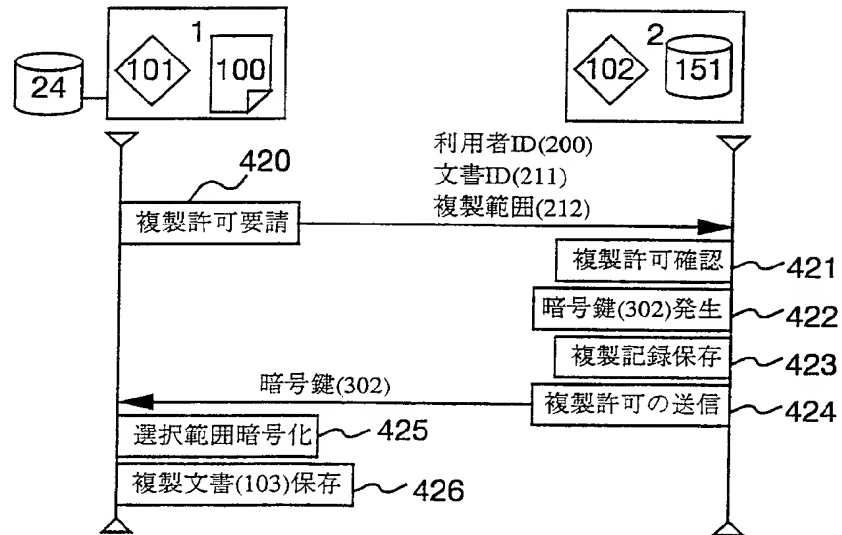 1
24
101
100
2
102
151
420
利用者ID(200)
文書ID(211)
複製範囲(212)
複製許可要請
複製許可確認
421
暗号鍵(302)発生
422
複製記録保存
423
暗号鍵(302)
複製許可の送信
424
選択範囲暗号化
425
複製文書(103)保存
426